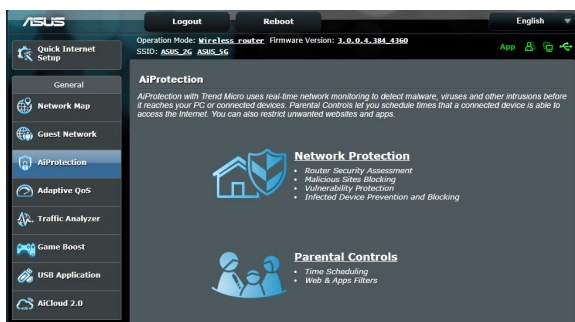 ASUS
Logout
Reboot
English
Quick Internet
Setup
Operation Mode: Wireless router Firmware Version: 3.0.0.4.384_4360
SSID: ASUS_2G ASUS_5G
App
General
Network Map
Guest Network
AiProtection
Adaptive QoS
Traffic Analyzer
Game Boost
USB Application
AiCloud 2.0
AiProtection
AiProtection with Trend Micro uses real-time network monitoring to detect malware, viruses and other intrusions before
it reaches your PC or connected devices. Parental Controls let you schedule times that a connected device is able to
access the Internet. You can also restrict unwanted websites and apps.
Network Protection
• Router Security Assessment
• Malicious Sites Blocking
• Vulnerability Protection
• Infected Device Prevention and Blocking
Parental Controls
• Time Scheduling
• Web & Apps Filters